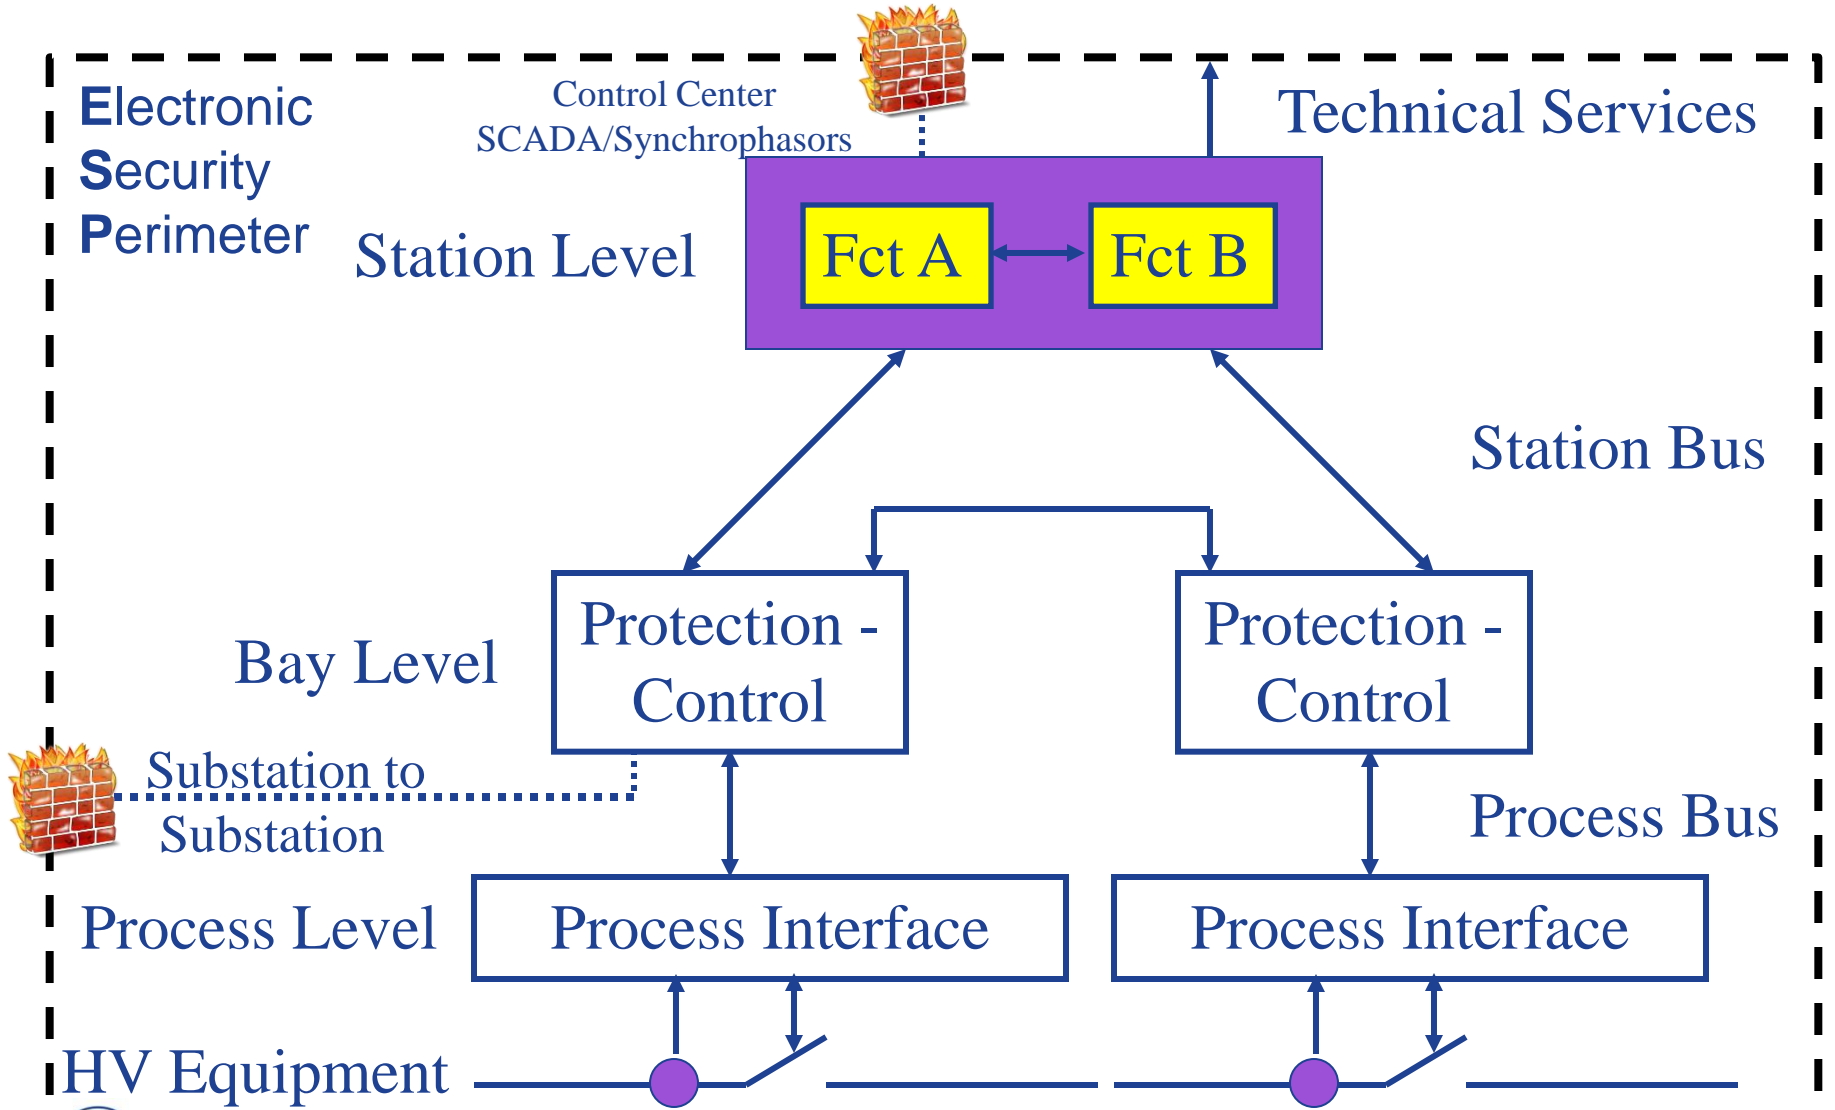 Electronic
Security
Perimeter
Control Center
SCADA/Synchrophasors
Technical Services
Station Level
Fct A
Fct B
Station Bus
Protection -
Control
Protection -
Control
Bay Level
Substation to
Substation
Process Bus
Process Level
Process Interface
Process Interface
HV Equipment